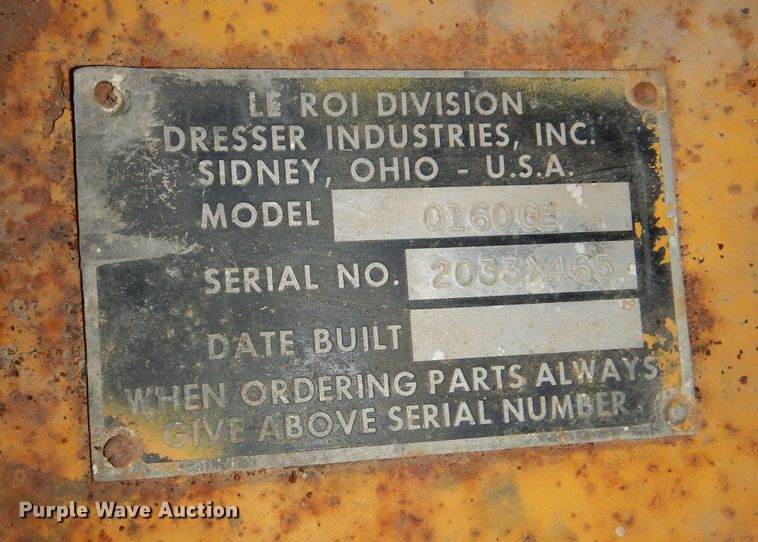 LE ROI DIVISION
DRESSER INDUSTRIES, INC.
SIDNEY, OHIO - U.S.A.
MODEL Q160GE
SERIAL NO. 2033X465
DATE BUILT
WHEN ORDERING PARTS ALWAYS
GIVE ABOVE SERIAL NUMBER
Purple Wave Auction